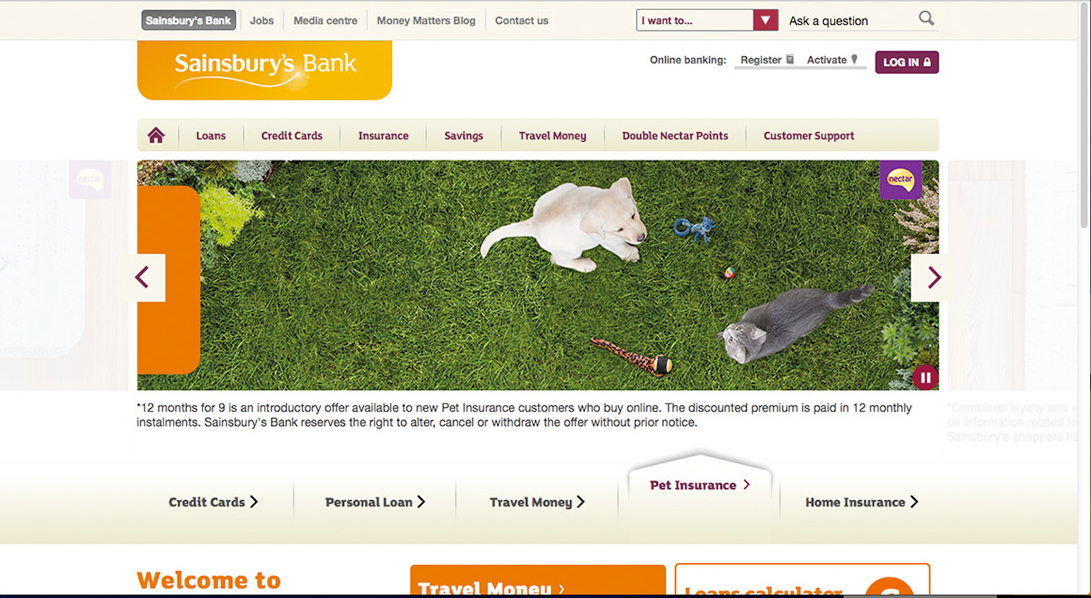 Sainsbury's Bank Jobs Media centre Money Matters Blog Contact us I want to... Ask a question
Sainsbury's Bank
Online banking: Register Activate LOG IN
Loans Credit Cards Insurance Savings Travel Money Double Nectar Points Customer Support
nectar
nectar
*12 months for 9 is an introductory offer available to new Pet Insurance customers who buy online. The discounted premium is paid in 12 monthly
instalments. Sainsbury's Bank reserves the right to alter, cancel or withdraw the offer without prior notice.
*Combined loyalty and
on information related to
Sainsbury's shoppers
Credit Cards Personal Loan Travel Money Pet Insurance Home Insurance
Welcome to
Travel Money
Loans calculator